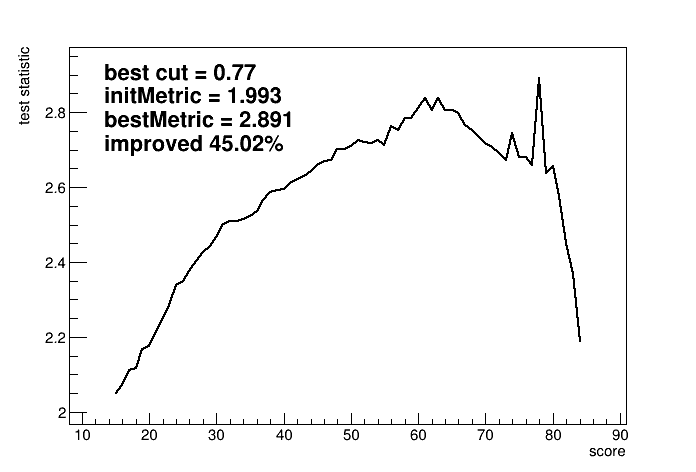 test statistic
best cut = 0.77
initMetric = 1.993
bestMetric = 2.891
improved 45.02%
2.8
2.6
2.4
2.2
2
10 20 30 40 50 60 70 80 90
score